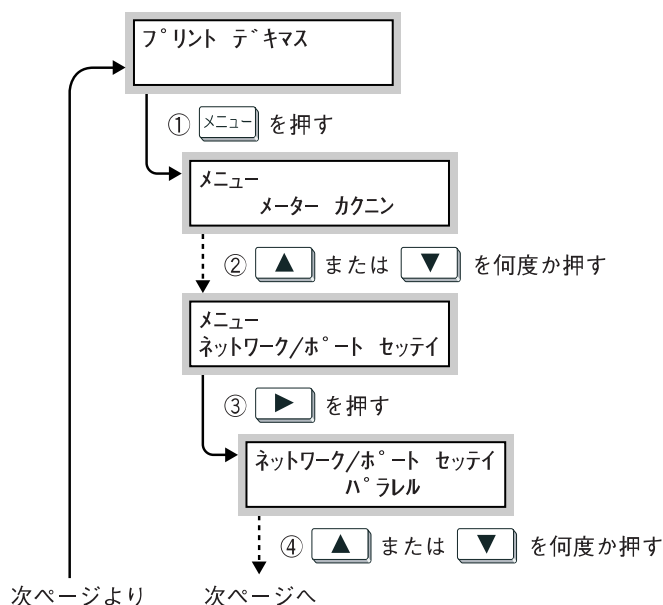 プリント デキマス
① メニュー を押す
メニュー
メーター カクニン
② ▲ または ▼ を何度か押す
メニュー
ネットワーク/ポート セッテイ
③ ▶ を押す
ネットワーク/ポート セッテイ
パラレル
④ ▲ または ▼ を何度か押す
次ページより 次ページへ